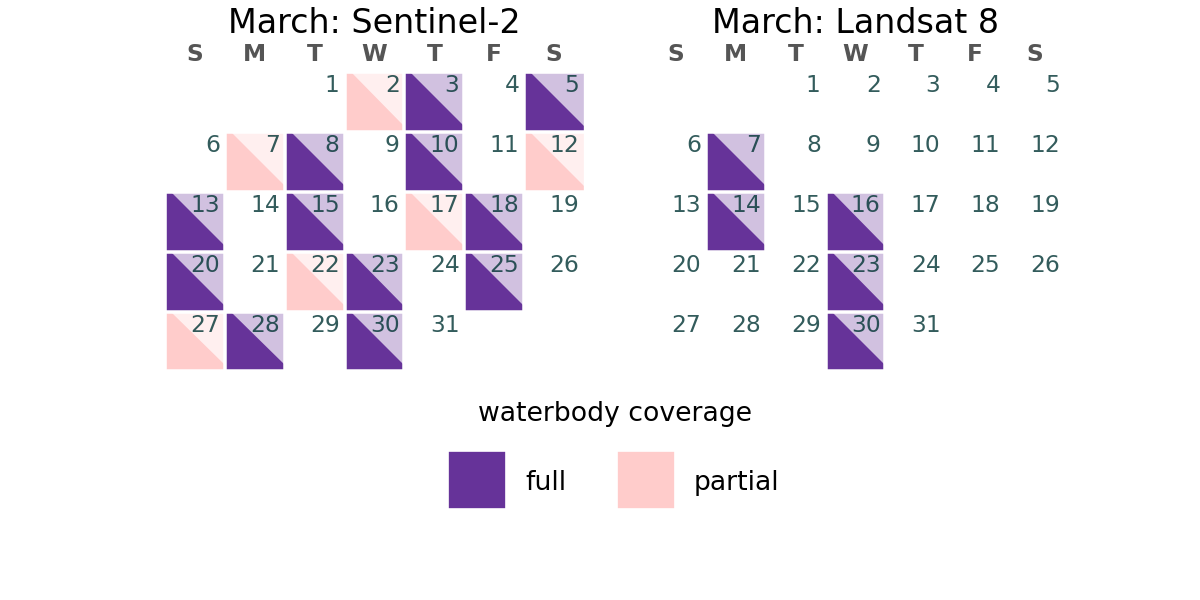 March: Sentinel-2
S M T W T F S
1 2 3 4 5
6 7 8 9 10 11 12
13 14 15 16 17 18 19
20 21 22 23 24 25 26
27 28 29 30 31
March: Landsat 8
S M T W T F S
1 2 3 4 5
6 7 8 9 10 11 12
13 14 15 16 17 18 19
20 21 22 23 24 25 26
27 28 29 30 31
waterbody coverage
full partial